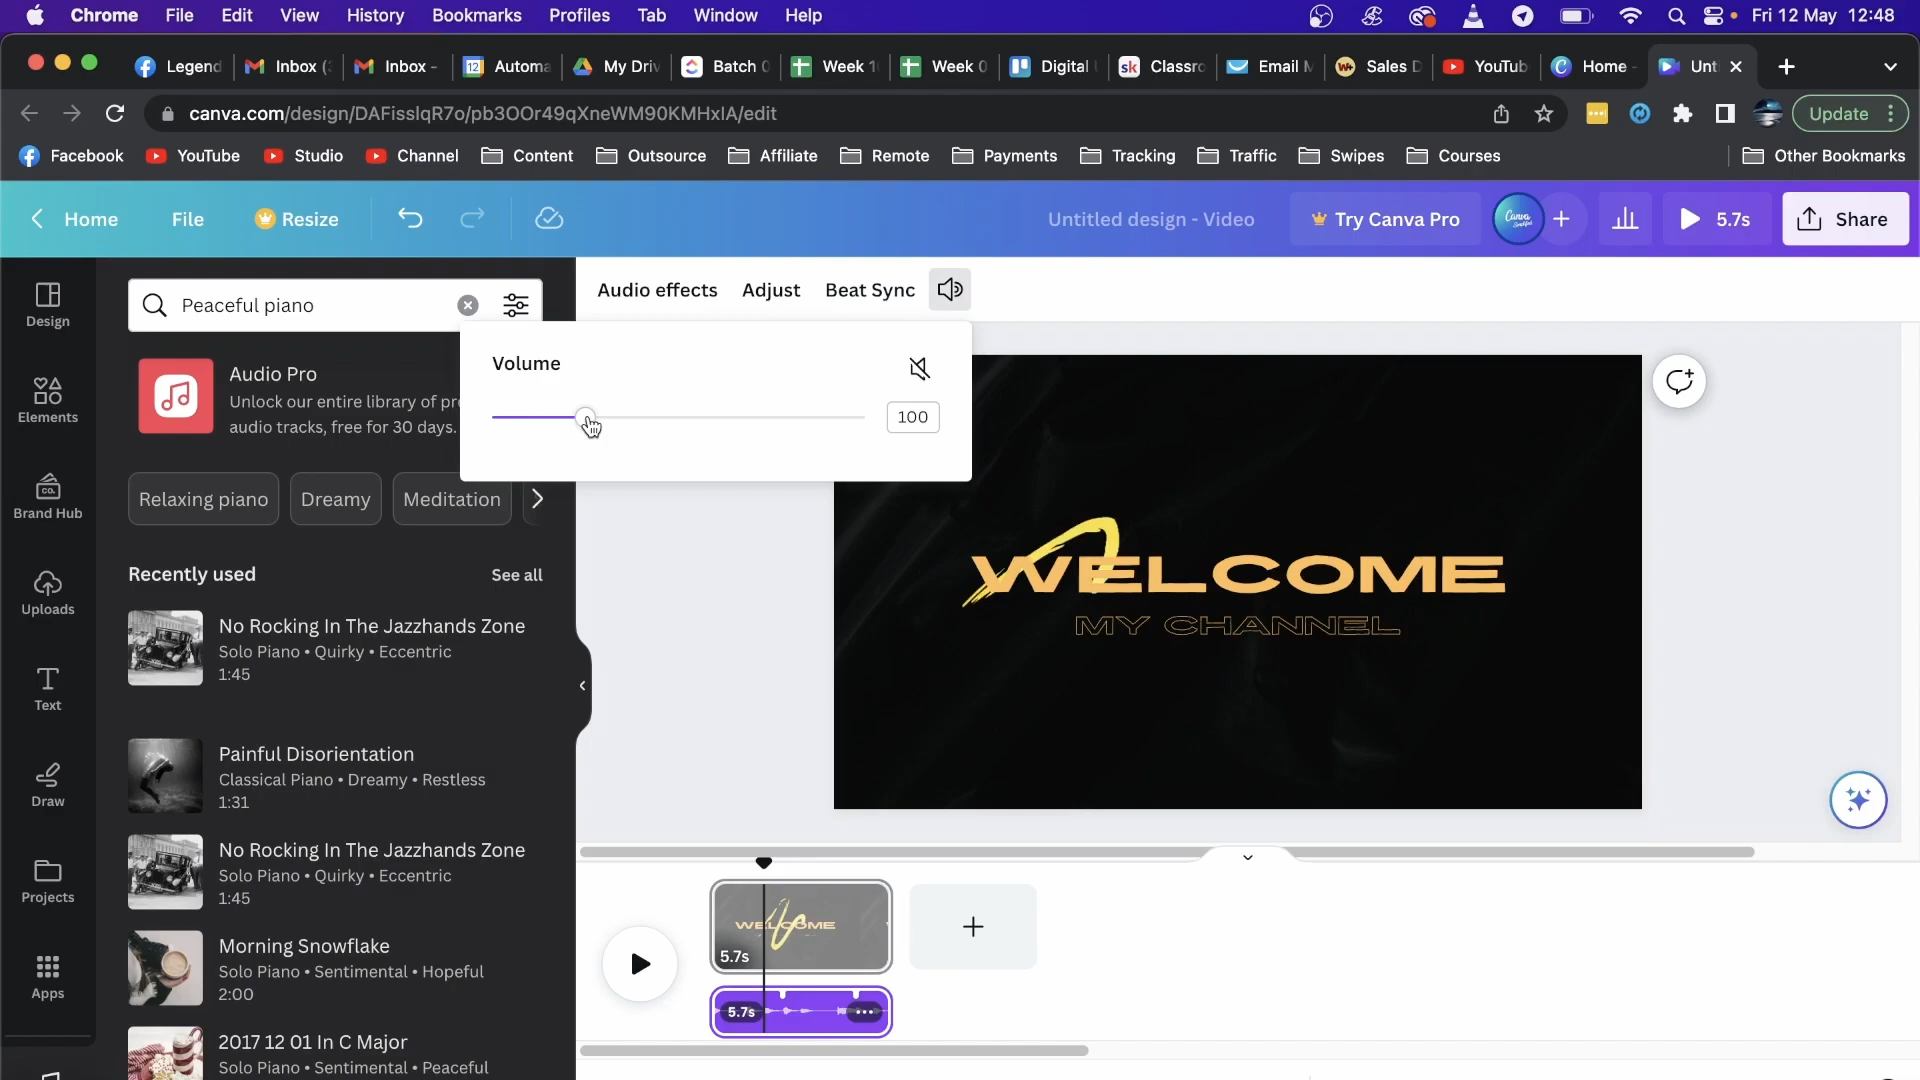 Chrome File Edit View History Bookmarks Profiles Tab Window Help Fri 12 May 12:48
Legend Inbox (3 Inbox - 12 Automa My Driv Batch 0 Week 1 Week 0 Digital sk Classro Email M Sales D YouTub Home - Unt
canva.com/design/DAFisslqR7o/pb3OOr49qXneWM90KMHxIA/edit Update
Facebook YouTube Studio Channel Content Outsource Affiliate Remote Payments Tracking Traffic Swipes Courses Other Bookmarks
Home File Resize Untitled design - Video Try Canva Pro Canva 5.7s Share
Design
Elements
CO.
Brand Hub
Uploads
Text
Draw
Projects
Apps
Peaceful piano
Audio Pro
Unlock our entire library of pr
audio tracks, free for 30 days.
Relaxing piano Dreamy Meditation
Recently used See all
No Rocking In The Jazzhands Zone
Solo Piano • Quirky • Eccentric
1:45
Painful Disorientation
Classical Piano • Dreamy • Restless
1:31
No Rocking In The Jazzhands Zone
Solo Piano • Quirky • Eccentric
1:45
Morning Snowflake
Solo Piano • Sentimental • Hopeful
2:00
2017 12 01 In C Major
Solo Piano • Sentimental • Peaceful
Audio effects Adjust Beat Sync
Volume
100
WELCOME
MY CHANNEL
WELCOME
5.7s
5.7s